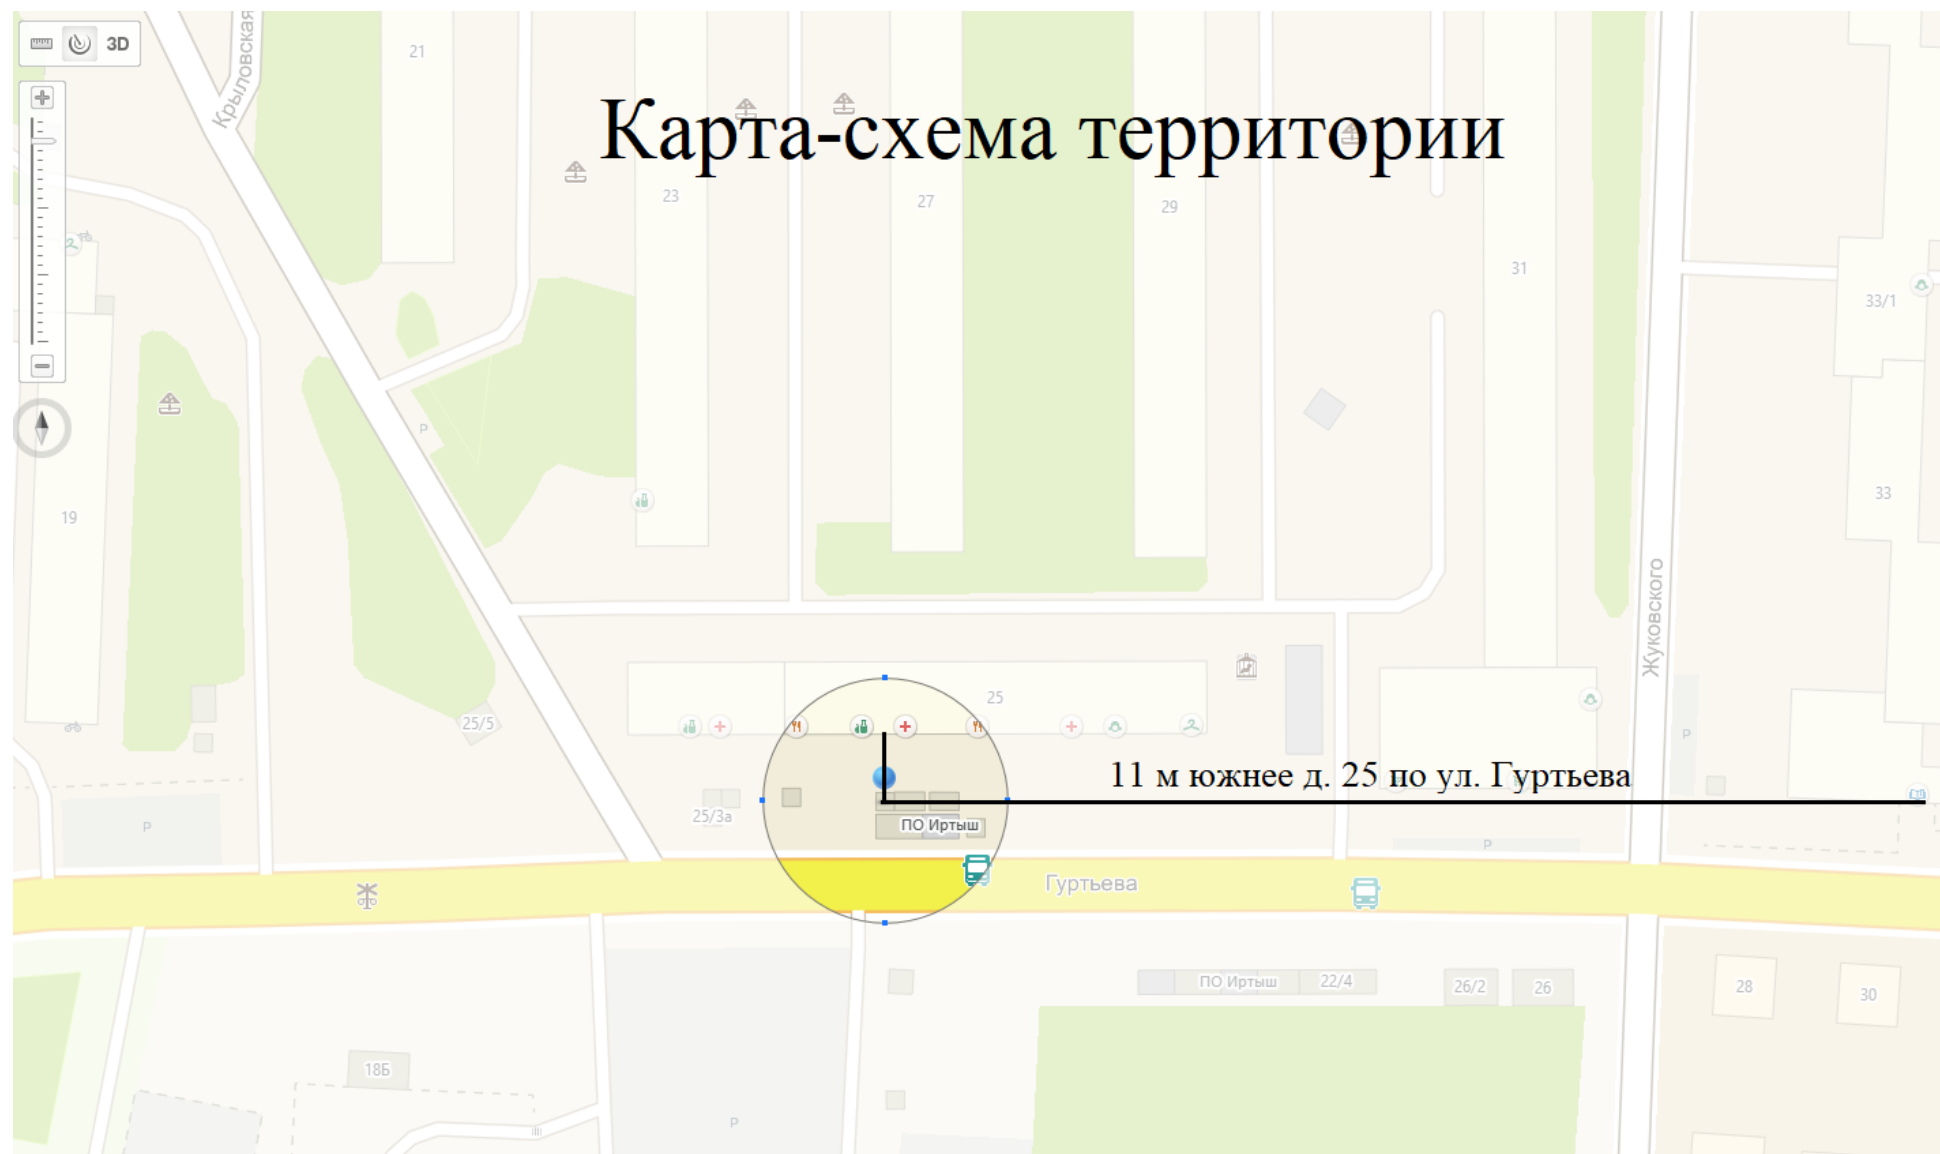 3D
Крыловская
21
Карта-схема территории
23
27
29
31
33/1
P
19
33
Жуковского
25
25/5
P
11 м южнее д. 25 по ул. Гуртьева
25/3а
ПО Иртыш
P
P
Гуртьева
ПО Иртыш
22/4
26/2
26
28
30
18Б
P